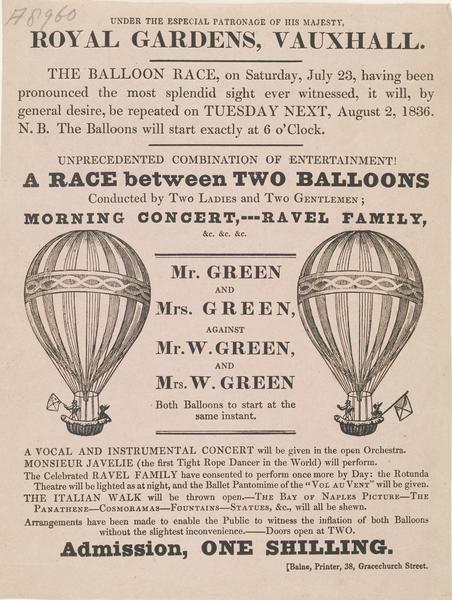 A8960
UNDER THE ESPECIAL PATRONAGE OF HIS MAJESTY,
ROYAL GARDENS, VAUXHALL.
THE BALLOON RACE, on Saturday, July 23, having been
pronounced the most splendid sight ever witnessed, it will, by
general desire, be repeated on TUESDAY NEXT, August 2, 1836.
N. B. The Balloons will start exactly at 6 o'Clock.
UNPRECEDENTED COMBINATION OF ENTERTAINMENT!
A RACE between TWO BALLOONS
Conducted by Two LADIES and Two GENTLEMEN;
MORNING CONCERT,---RAVEL FAMILY,
&c. &c. &c.
Mr. GREEN
AND
Mrs. GREEN,
AGAINST
Mr. W. GREEN,
AND
Mrs. W. GREEN
Both Balloons to start at the
same instant.
A VOCAL AND INSTRUMENTAL CONCERT will be given in the open Orchestra.
MONSIEUR JAVELIE (the first Tight Rope Dancer in the World) will perform.
The Celebrated RAVEL FAMILY have consented to perform once more by Day: the Rotunda
Theatre will be lighted as at night, and the Ballet Pantomime of the "VOL AU VENT" will be given.
THE ITALIAN WALK will be thrown open.—THE BAY OF NAPLES PICTURE—THE
PANATHENE—COSMORAMAS—FOUNTAINS—STATUES, &c., will all be shewn.
Arrangements have been made to enable the Public to witness the inflation of both Balloons
without the slightest inconvenience.——Doors open at TWO.
Admission, ONE SHILLING.
[Balne, Printer, 38, Gracechurch Street.